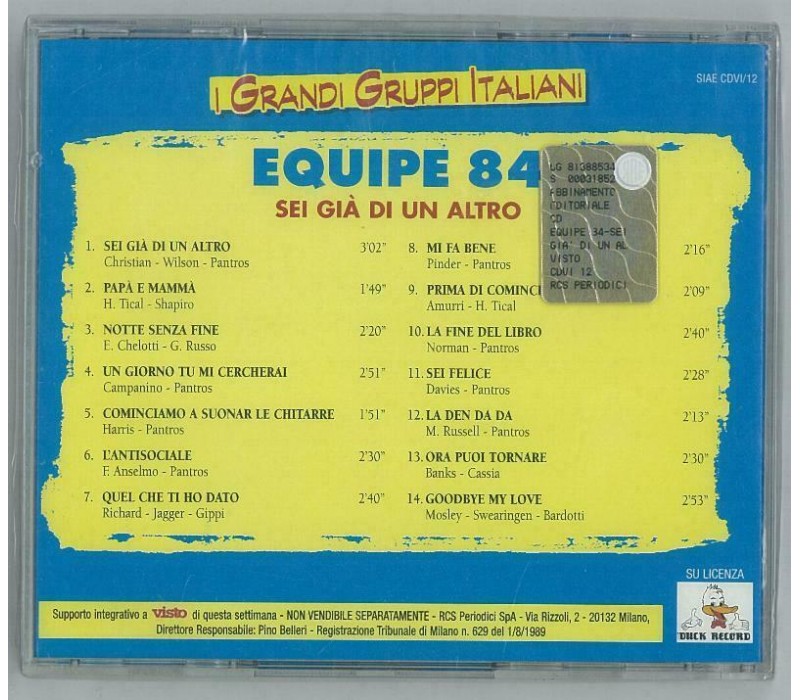 I GRANDI GRUPPI ITALIANI
SIAE CDVI/12
EQUIPE 84
SEI GIÀ DI UN ALTRO
1. SEI GIÀ DI UN ALTRO 3'02"
Christian - Wilson - Pantros
2. PAPÀ E MAMMÀ 1'49"
H. Tical - Shapiro
3. NOTTE SENZA FINE 2'20"
E. Chelotti - G. Russo
4. UN GIORNO TU MI CERCHERAI 2'51"
Campanino - Pantros
5. COMINCIAMO A SUONAR LE CHITARRE 1'51"
Harris - Pantros
6. L'ANTISOCIALE 2'30"
F. Anselmo - Pantros
7. QUEL CHE TI HO DATO 2'40"
Richard - Jagger - Gippi
8. MI FA BENE 2'16"
Pinder - Pantros
9. PRIMA DI COMINCI 2'09"
Amurri - H. Tical
10. LA FINE DEL LIBRO 2'40"
Norman - Pantros
11. SEI FELICE 2'28"
Davies - Pantros
12. LA DEN DA DA 2'13"
M. Russell - Pantros
13. ORA PUOI TORNARE 2'30"
Banks - Cassia
14. GOODBYE MY LOVE 2'53"
Mosley - Swearingen - Bardotti
S 00031852
ABBINAMENTO
EDITORIALE
CD
EQUIPE 84-SEI
GIA' DI UN AL
VISTO
CDVI 12
RCS PERIODICI
SU LICENZA
DUCK RECORD
Supporto integrativo a visto di questa settimana - NON VENDIBILE SEPARATAMENTE - RCS Periodici SpA - Via Rizzoli, 2 - 20132 Milano,
Direttore Responsabile: Pino Belleri - Registrazione Tribunale di Milano n. 629 del 1/8/1989